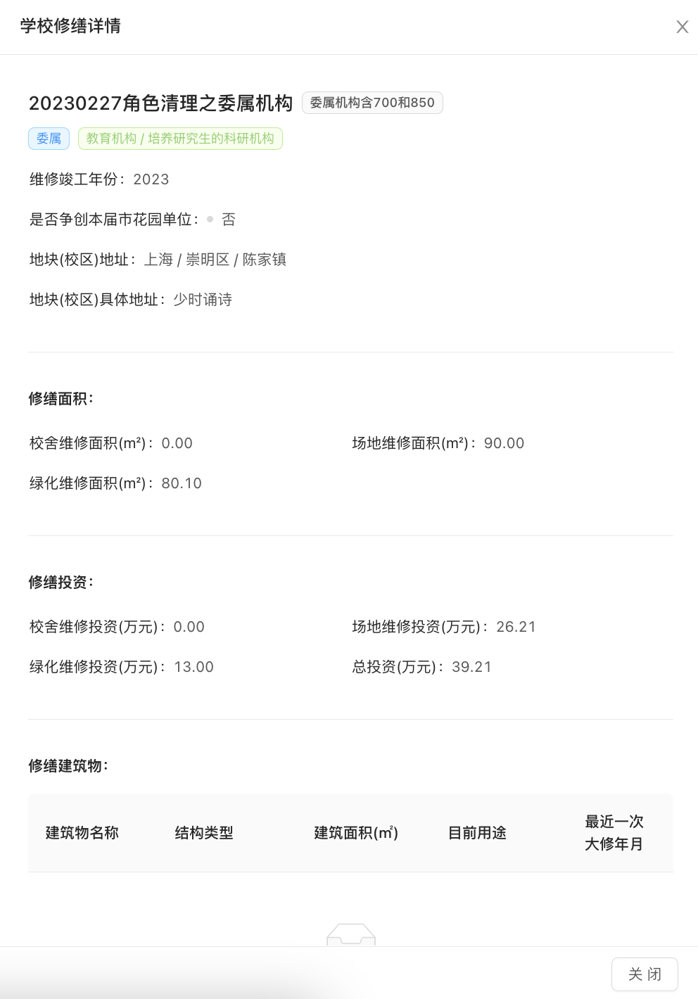 学校修缮详情
20230227角色清理之委属机构 委属机构含700和850
委属 教育机构 / 培养研究生的科研机构
维修竣工年份： 2023
是否争创本届市花园单位： 否
地块(校区)地址： 上海 / 崇明区 / 陈家镇
地块(校区)具体地址： 少时诵诗
修缮面积：
校舍维修面积(m²)： 0.00 场地维修面积(m²)： 90.00
绿化维修面积(m²)： 80.10
修缮投资：
校舍维修投资(万元)： 0.00 场地维修投资(万元)： 26.21
绿化维修投资(万元)： 13.00 总投资(万元)： 39.21
修缮建筑物：
建筑物名称 结构类型 建筑面积(㎡) 目前用途 最近一次
大修年月
关 闭